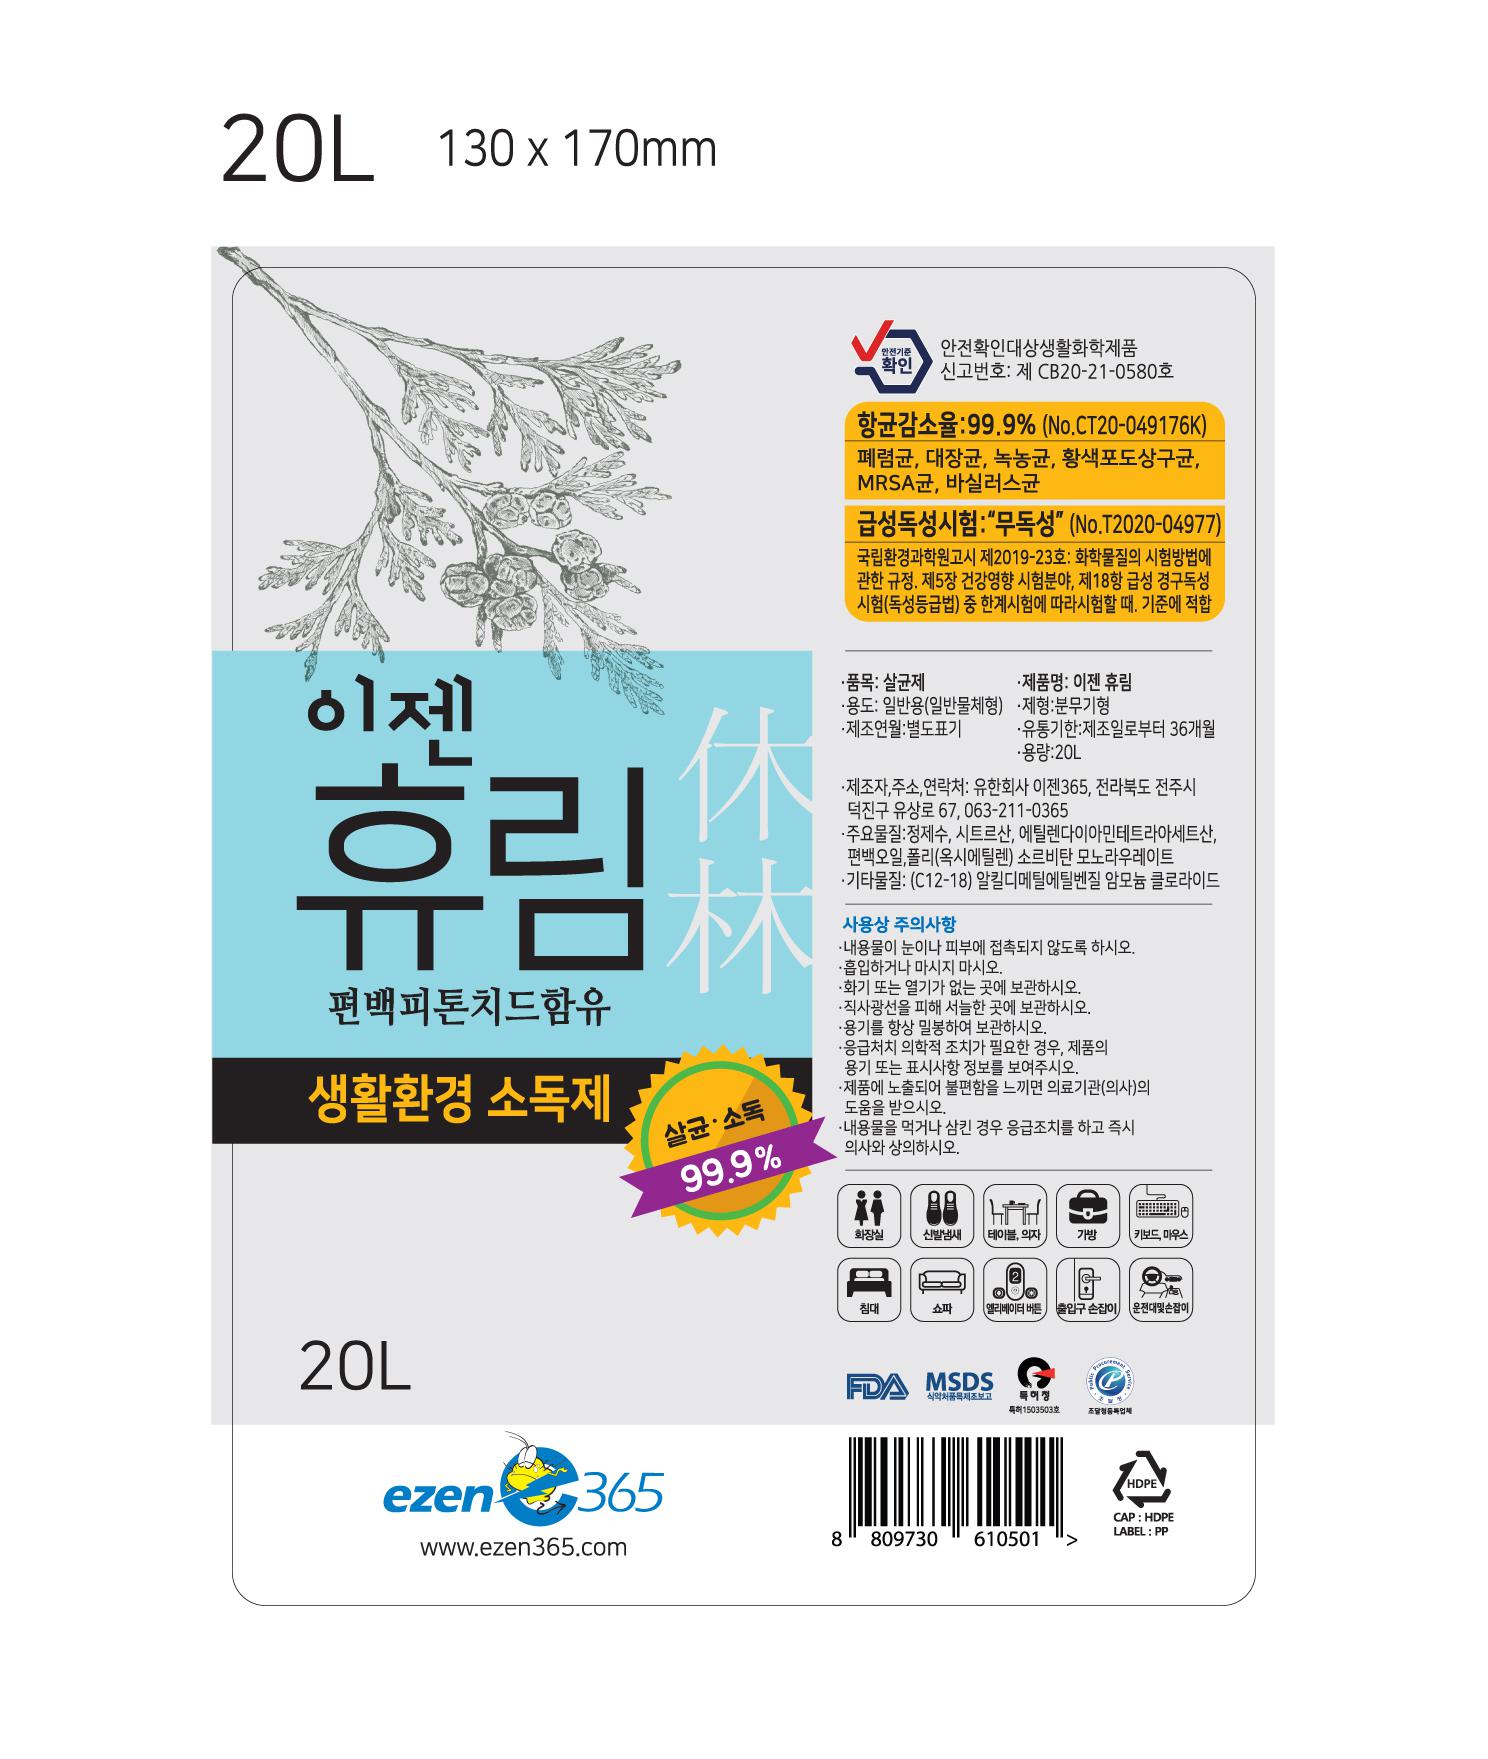 20L 130 x 170mm
안전기준
확인
안전확인대상생활화학제품
신고번호: 제 CB20-21-0580호
항균감소율:99.9% (No.CT20-049176K)
폐렴균, 대장균, 녹농균, 황색포도상구균,
MRSA균, 바실러스균
급성독성시험:“무독성” (No.T2020-04977)
국립환경과학원고시 제2019-23호: 화학물질의 시험방법에
관한 규정. 제5장 건강영향 시험분야, 제18항 급성 경구독성
시험(독성등급법) 중 한계시험에 따라시험할 때. 기준에 적합
이젠
휴림
休
林
편백피톤치드함유
생활환경 소독제
살균·소독
99.9%
20L
·품목: 살균제 ·제품명: 이젠 휴림
·용도: 일반용(일반물체형) ·제형:분무기형
·제조연월:별도표기 ·유통기한:제조일로부터 36개월
·용량:20L
·제조자,주소,연락처: 유한회사 이젠365, 전라북도 전주시
덕진구 유상로 67, 063-211-0365
·주요물질:정제수, 시트르산, 에틸렌다이아민테트라아세트산,
편백오일,폴리(옥시에틸렌) 소르비탄 모노라우레이트
·기타물질: (C12-18) 알킬디메틸에틸벤질 암모늄 클로라이드
사용상 주의사항
·내용물이 눈이나 피부에 접촉되지 않도록 하시오.
·흡입하거나 마시지 마시오.
·화기 또는 열기가 없는 곳에 보관하시오.
·직사광선을 피해 서늘한 곳에 보관하시오.
·용기를 항상 밀봉하여 보관하시오.
·응급처치 의학적 조치가 필요한 경우, 제품의
용기 또는 표시사항 정보를 보여주시오.
·제품에 노출되어 불편함을 느끼면 의료기관(의사)의
도움을 받으시오.
·내용물을 먹거나 삼킨 경우 응급조치를 하고 즉시
의사와 상의하시오.
화장실 신발냄새 테이블, 의자 가방 키보드, 마우스
2
침대 쇼파 엘리베이터 버튼 출입구 손잡이 운전대및손잡이
FDA
MSDS
식약처품목제조보고
특허청
특허1503503호
Public Procurement Service
조달청
조달청등록업체
ezen e 365
www.ezen365.com
8 809730 610501 >
HDPE
CAP : HDPE
LABEL : PP